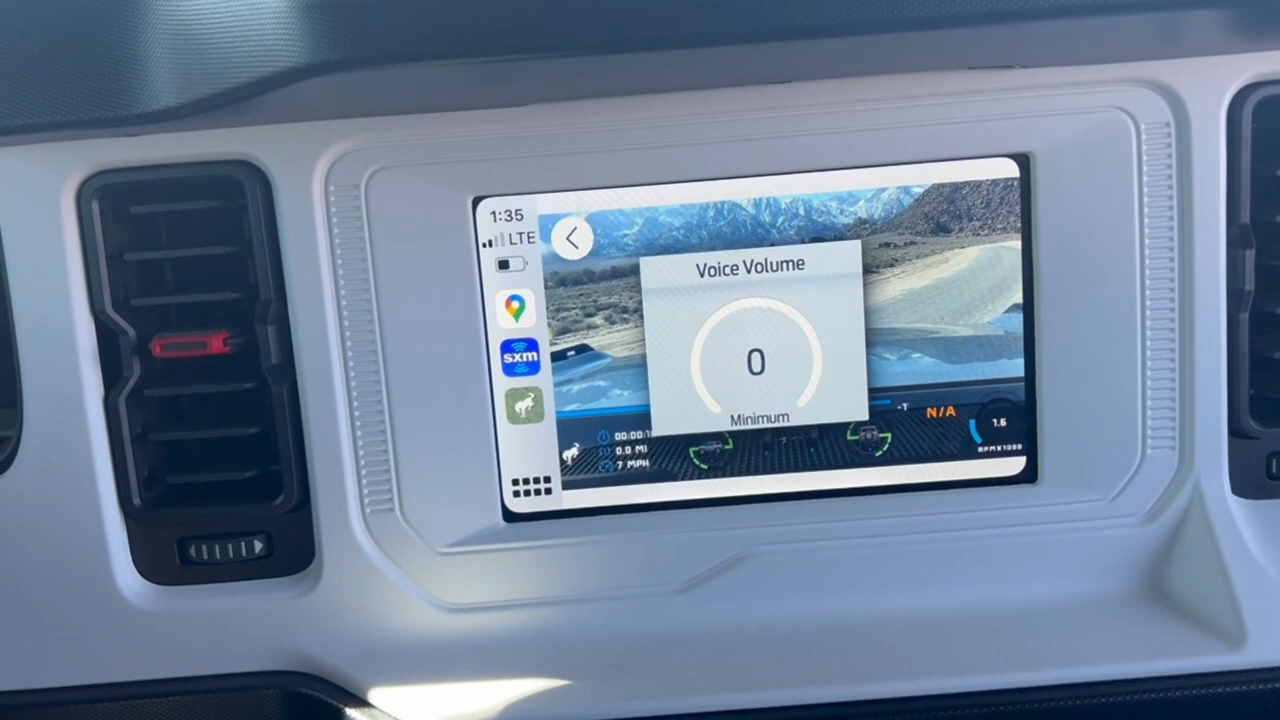 1:35
LTE
Voice Volume
sxm
0
Minimum
-T
N/A
1.6
RPMX1000
0.0 MI
7 MPH